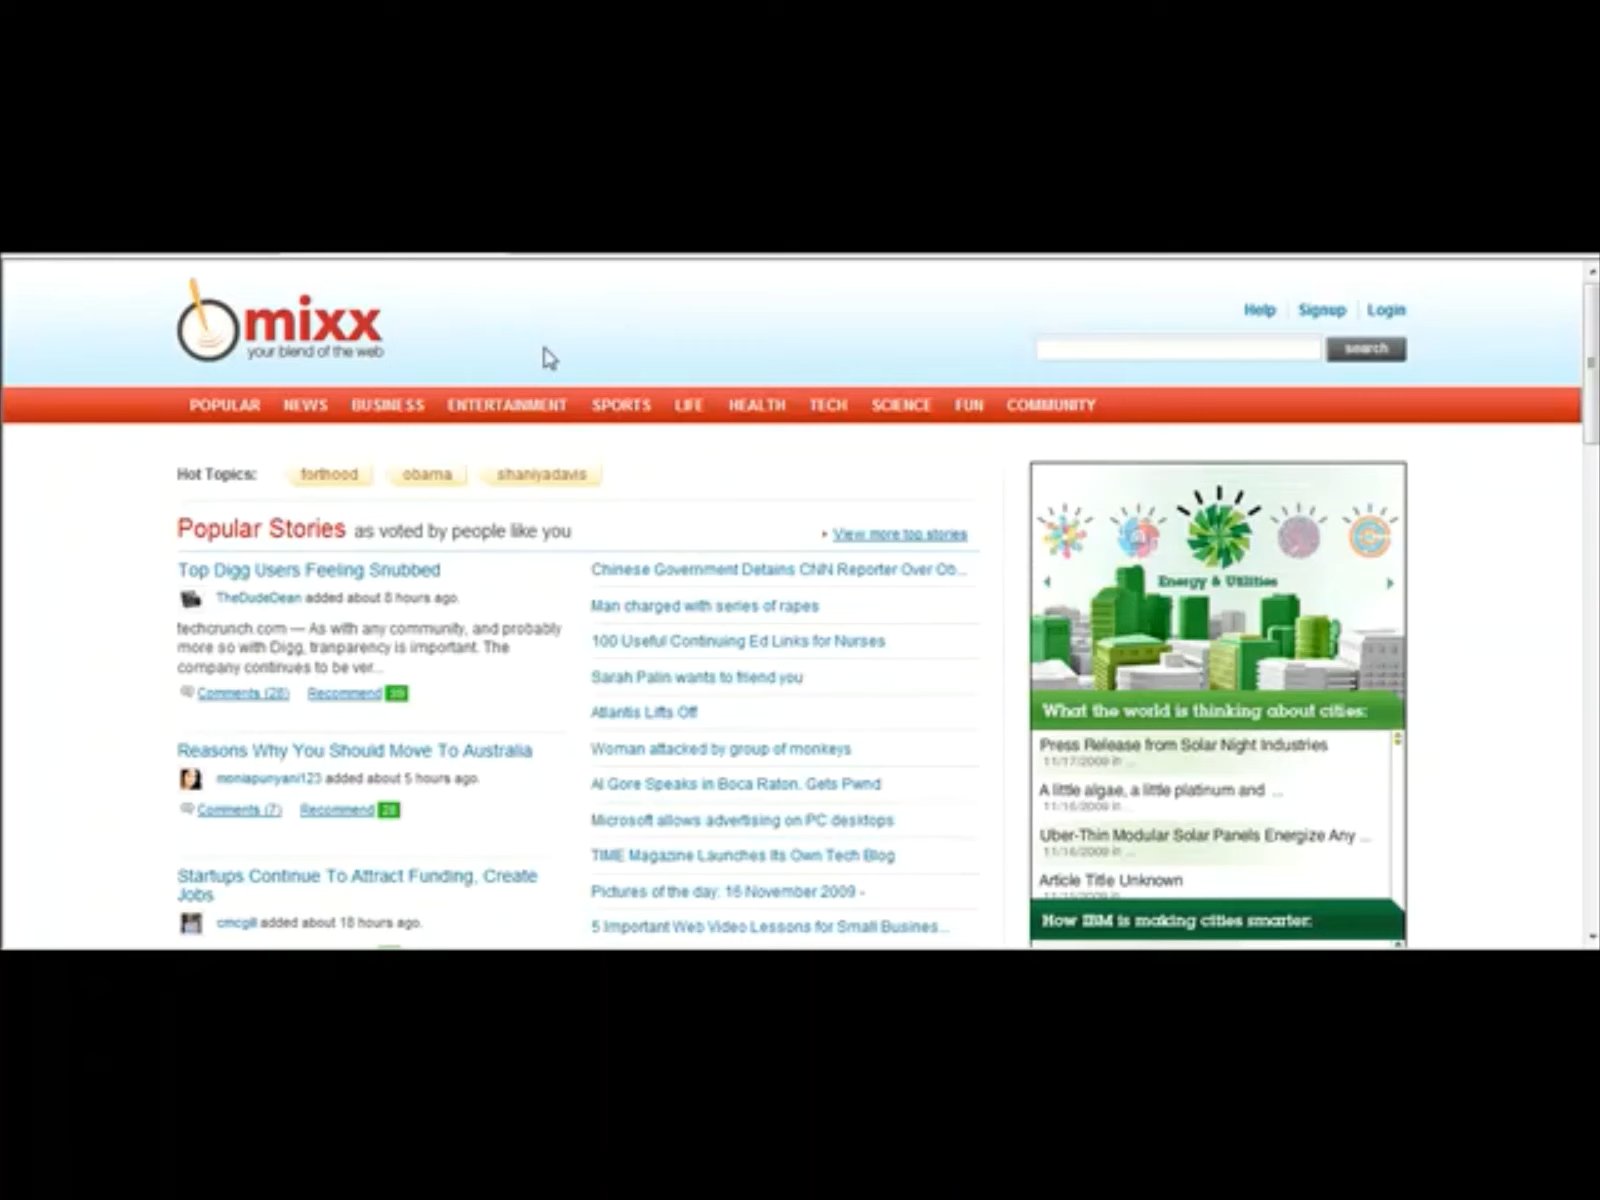 mixx
your blend of the web
Help
Signup
Login
search
POPULAR NEWS BUSINESS ENTERTAINMENT SPORTS LIFE HEALTH TECH SCIENCE FUN COMMUNITY
Hot Topics: forthood obama shaniyadavis
Popular Stories as voted by people like you
View more top stories
Top Digg Users Feeling Snubbed
TheDudeDean added about 8 hours ago.
techcrunch.com — As with any community, and probably
more so with Digg, tranparency is important. The
company continues to be ver...
Comments (28) Recommend 39
Reasons Why You Should Move To Australia
moniapunyani123 added about 5 hours ago.
Comments (7) Recommend 28
Startups Continue To Attract Funding, Create
Jobs
cmcgill added about 18 hours ago.
Chinese Government Detains CNN Reporter Over Ob...
Man charged with series of rapes
100 Useful Continuing Ed Links for Nurses
Sarah Palin wants to friend you
Atlantis Lifts Off
Woman attacked by group of monkeys
Al Gore Speaks in Boca Raton. Gets Pwnd
Microsoft allows advertising on PC desktops
TIME Magazine Launches Its Own Tech Blog
Pictures of the day: 16 November 2009 -
5 Important Web Video Lessons for Small Busines...
Energy & Utilities
What the world is thinking about cities:
Press Release from Solar Night Industries
11/17/2009 in ...
A little algae, a little platinum and ...
11/16/2009 in ...
Uber-Thin Modular Solar Panels Energize Any ...
11/16/2009 in ...
Article Title Unknown
How IBM is making cities smarter: